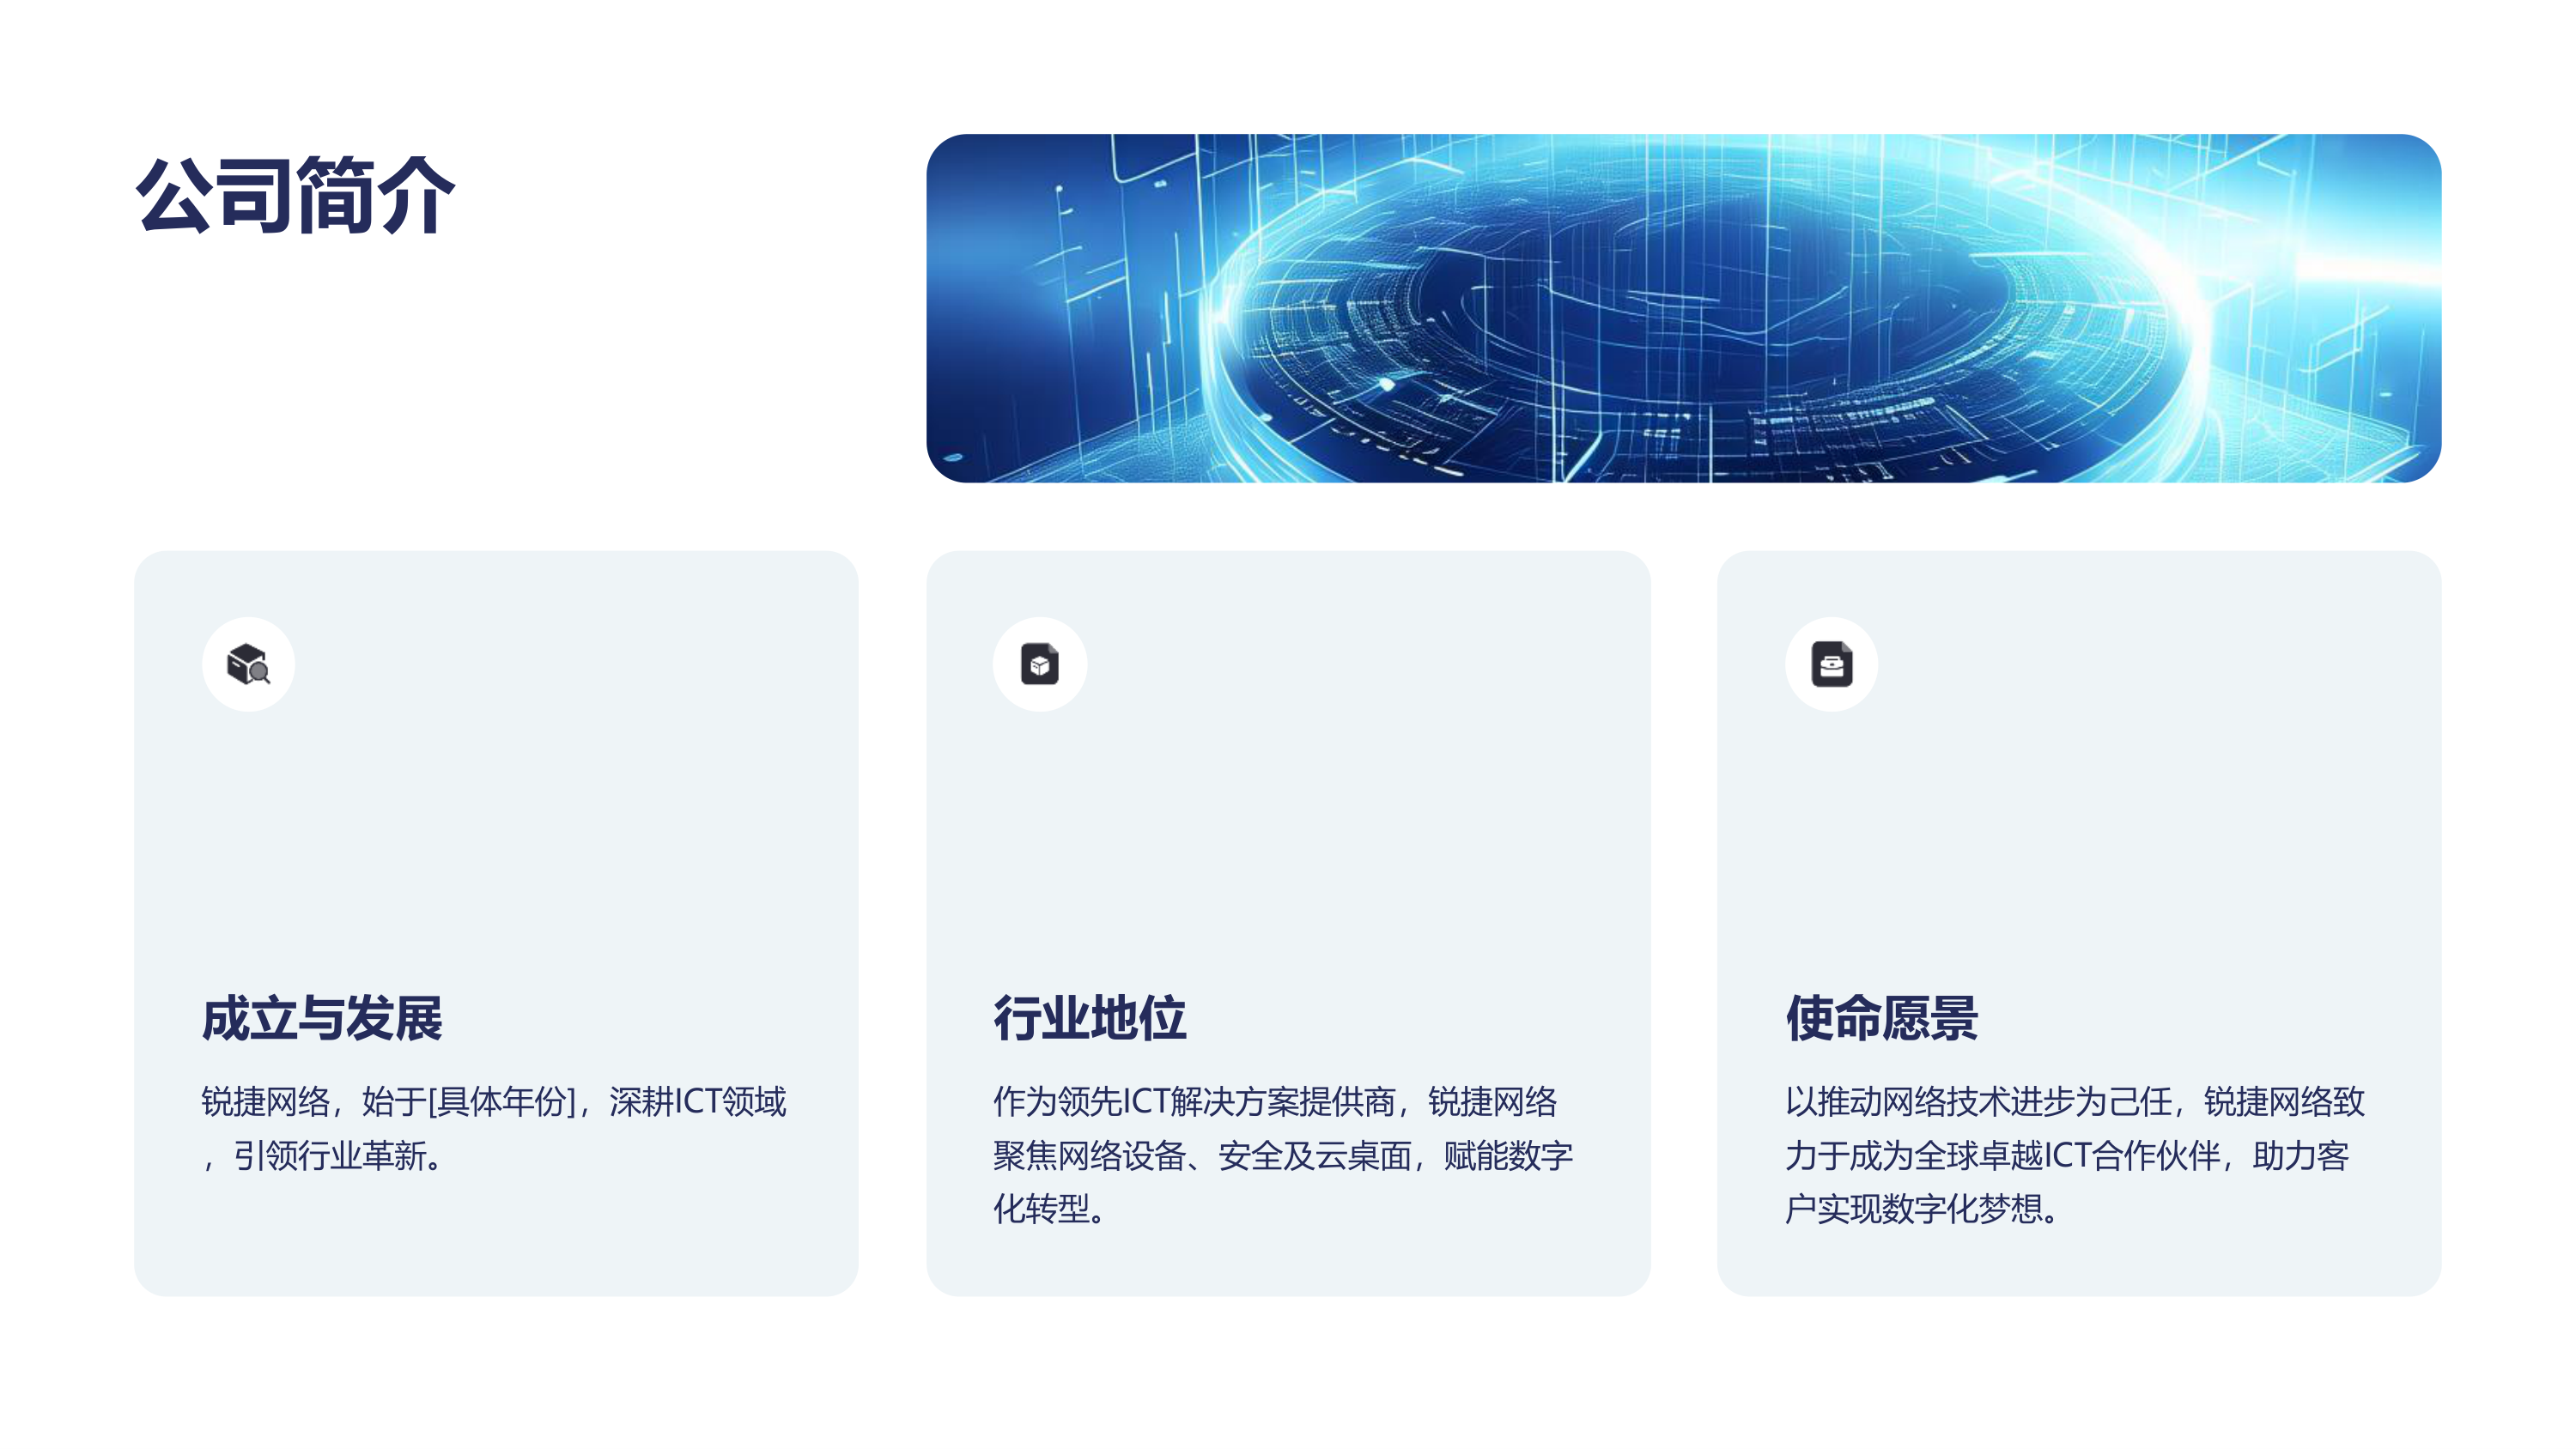 公司简介
成立与发展
锐捷网络，始于[具体年份]，深耕ICT领域
，引领行业革新。
行业地位
作为领先ICT解决方案提供商，锐捷网络
聚焦网络设备、安全及云桌面，赋能数字
化转型。
使命愿景
以推动网络技术进步为己任，锐捷网络致
力于成为全球卓越ICT合作伙伴，助力客
户实现数字化梦想。